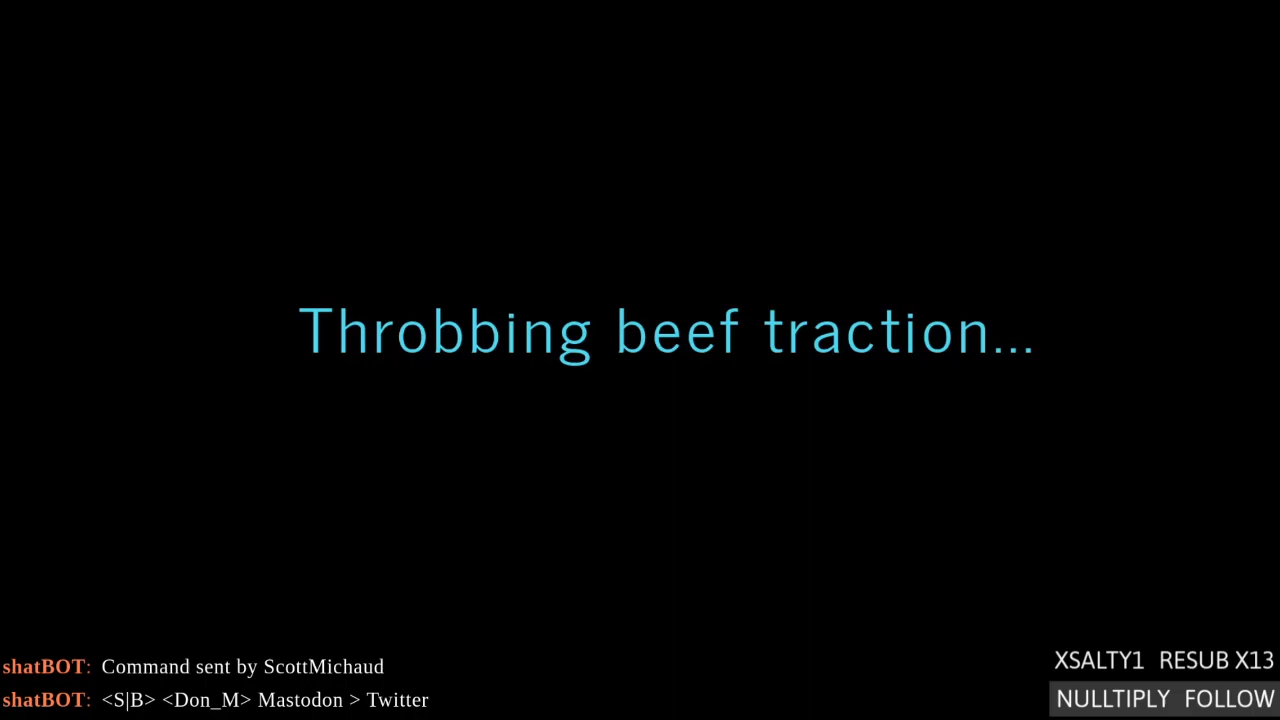 Throbbing beef traction...
shatBOT: Command sent by ScottMichaud
shatBOT: <S|B> <Don_M> Mastodon > Twitter
XSALTY1 RESUB X13
NULLTIPLY FOLLOW